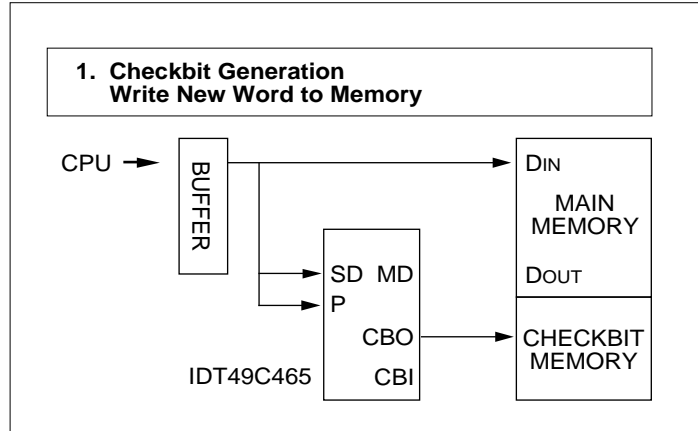 1. Checkbit Generation
Write New Word to Memory
CPU
BUFFER
DIN
MAIN
MEMORY
DOUT
SD MD
P
CBO
CBI
IDT49C465
CHECKBIT
MEMORY